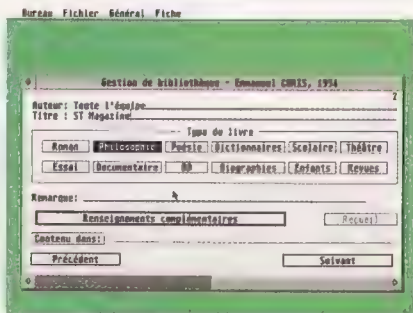 Bureau Fichier Général Fiche
Gestion de bibliothèque - Emmanuel 1994
2
Auteur: Toute l'équipe
Titre : ST Magazine
Type de livre
Roman Philosophie Poésie Dictionnaires Scolaire Théâtre
Essai Documentaire BD Biographies Enfants Revues
Remarque:
Renseignements complémentaires Recueil
Contenu dans:
Précédent Suivant